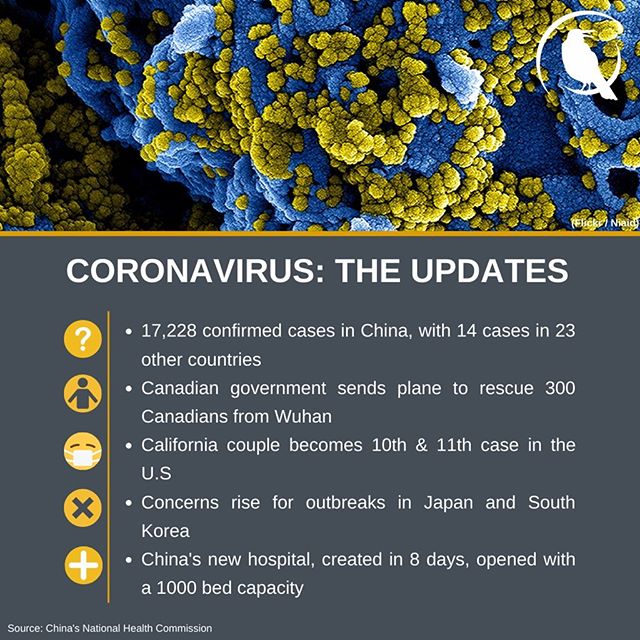 (Flickr / Niaid)
CORONAVIRUS: THE UPDATES
• 17,228 confirmed cases in China, with 14 cases in 23
other countries
• Canadian government sends plane to rescue 300
Canadians from Wuhan
• California couple becomes 10th & 11th case in the
U.S
• Concerns rise for outbreaks in Japan and South
Korea
• China's new hospital, created in 8 days, opened with
a 1000 bed capacity
Source: China's National Health Commission